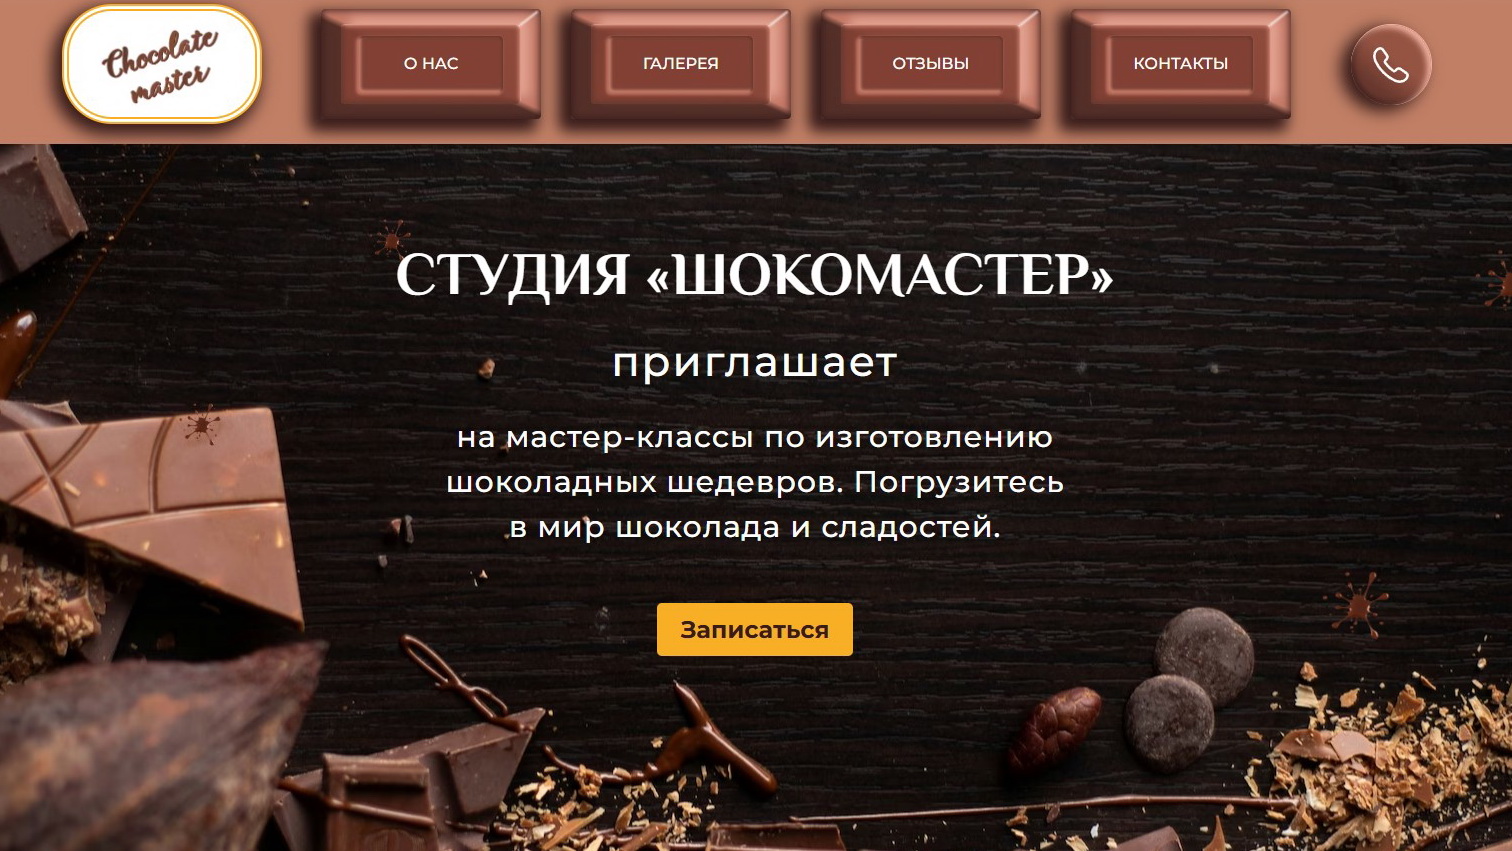 Chocolate
master
О НАС
ГАЛЕРЕЯ
ОТЗЫВЫ
КОНТАКТЫ
СТУДИЯ «ШОКОМАСТЕР»
приглашает
на мастер-классы по изготовлению
шоколадных шедевров. Погрузитесь
в мир шоколада и сладостей.
Записаться